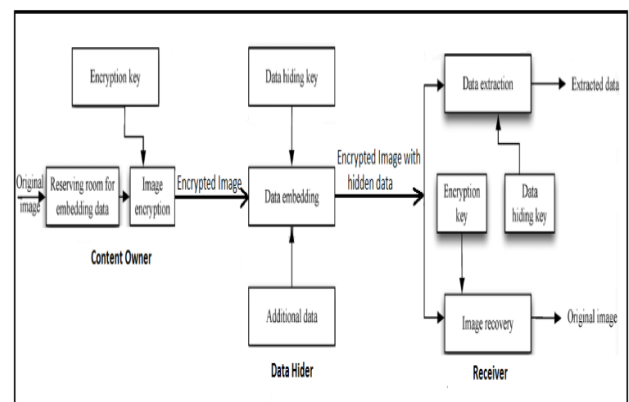 Encryption key
Data hiding key
Data extraction
Extracted data
Original
image
Reserving room for
embedding data
Image
encryption
Encrypted Image
Data embedding
Encrypted Image with
hidden data
Encryption
key
Data
hiding key
Content Owner
Additional data
Image recovery
Original image
Data Hider
Receiver